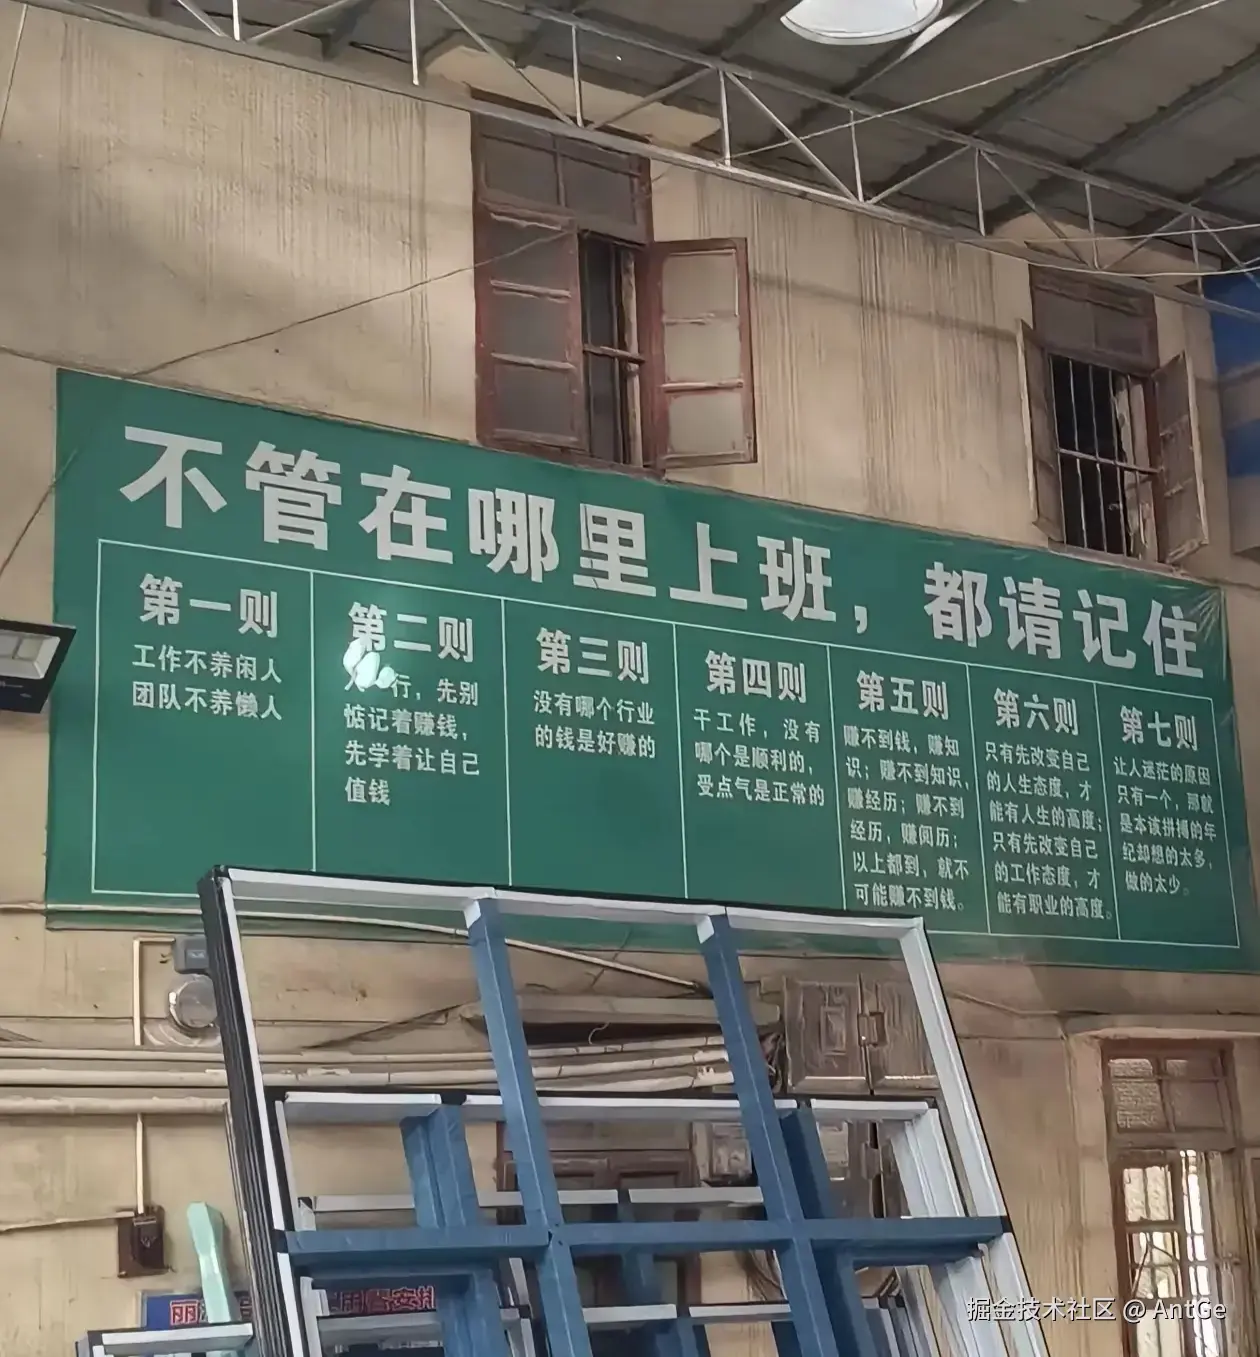 不管在哪里上班，都请记住
第一则
工作不养闲人
团队不养懒人
第二则
行，先别
惦记着赚钱，
先学着让自己
值钱
第三则
没有哪个行业
的钱是好赚的
第四则
干工作，没有
哪个是顺利的，
受点气是正常的
第五则
赚不到钱，赚知
识；赚不到知识，
赚经历；赚不到
经历，赚阅历；
以上都到，就不
可能赚不到钱。
第六则
只有先改变自己
的人生态度，才
能有人生的高度；
只有先改变自己
的工作态度，才
能有职业的高度。
第七则
让人迷茫的原因
只有一个，那就
是本该拼搏的年
纪却想的太多，
做的太少。
丽
掘金技术社区 @ AntGe